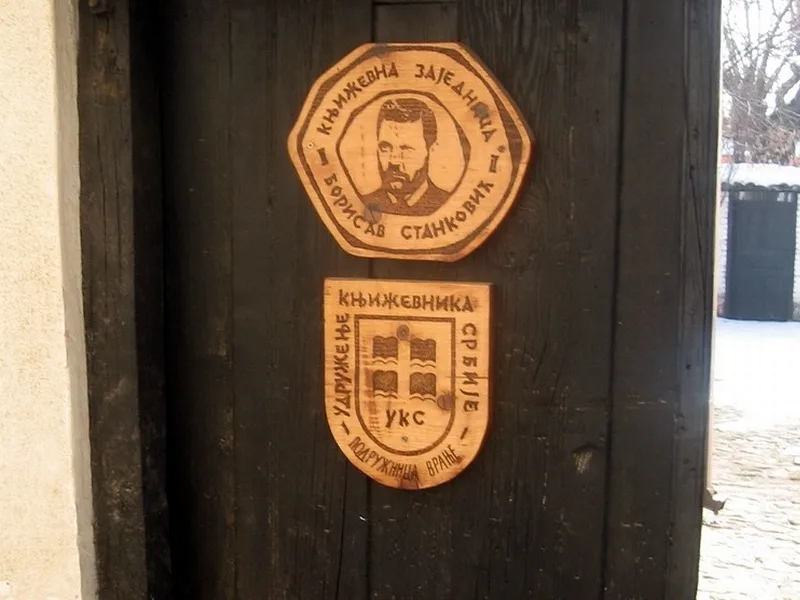 КЊИЖЕВНА ЗАЈЕДНИЦА
БОРИСАВ СТАНКОВИЋ
УДРУЖЕЊЕ КЊИЖЕВНИКА СРБИЈЕ
УКС
ПОДРУЖНИЦА ВРАЊЕ